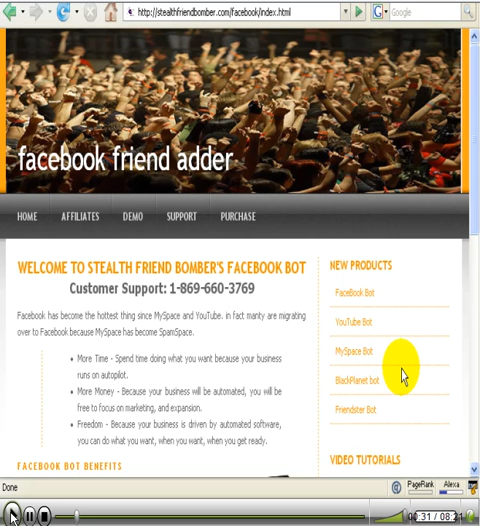 http://stealthfriendbomber.com/facebook/index.html
Google
facebook friend adder
HOME AFFILIATES DEMO SUPPORT PURCHASE
WELCOME TO STEALTH FRIEND BOMBER'S FACEBOOK BOT
Customer Support: 1-869-660-3769
Facebook has become the hottest thing since MySpace and YouTube. in fact manty are migrating
over to Facebook because MySpace has become SpamSpace.
• More Time - Spend time doing what you want because your business
runs on autopilot.
• More Money - Because your business will be automated, you will be
free to focus on marketing, and expansion.
• Freedom - Because your business is driven by automated software,
you can do what you want, when you want, when you get ready.
FACEBOOK BOT BENEFITS
NEW PRODUCTS
FaceBook Bot
YouTube Bot
MySpace Bot
BlackPlanet bot
Friendster Bot
VIDEO TUTORIALS
Done
PageRank Alexa
00:31 / 08:21